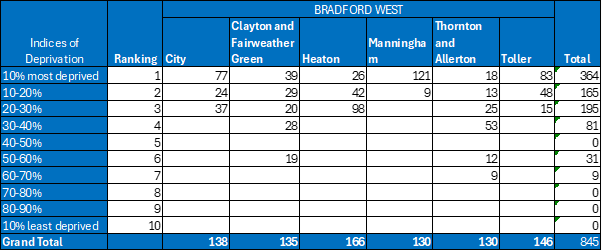 BRADFORD WEST
Indices of Deprivation Ranking City Clayton and Fairweather Green Heaton Manningha m Thornton and Allerton Toller Total
10% most deprived 1 77 39 26 121 18 83 364
10-20% 2 24 29 42 9 13 48 165
20-30% 3 37 20 98 25 15 195
30-40% 4 28 53 81
40-50% 5 0
50-60% 6 19 12 31
60-70% 7 9 9
70-80% 8 0
80-90% 9 0
10% least deprived 10 0
Grand Total 138 135 166 130 130 146 845